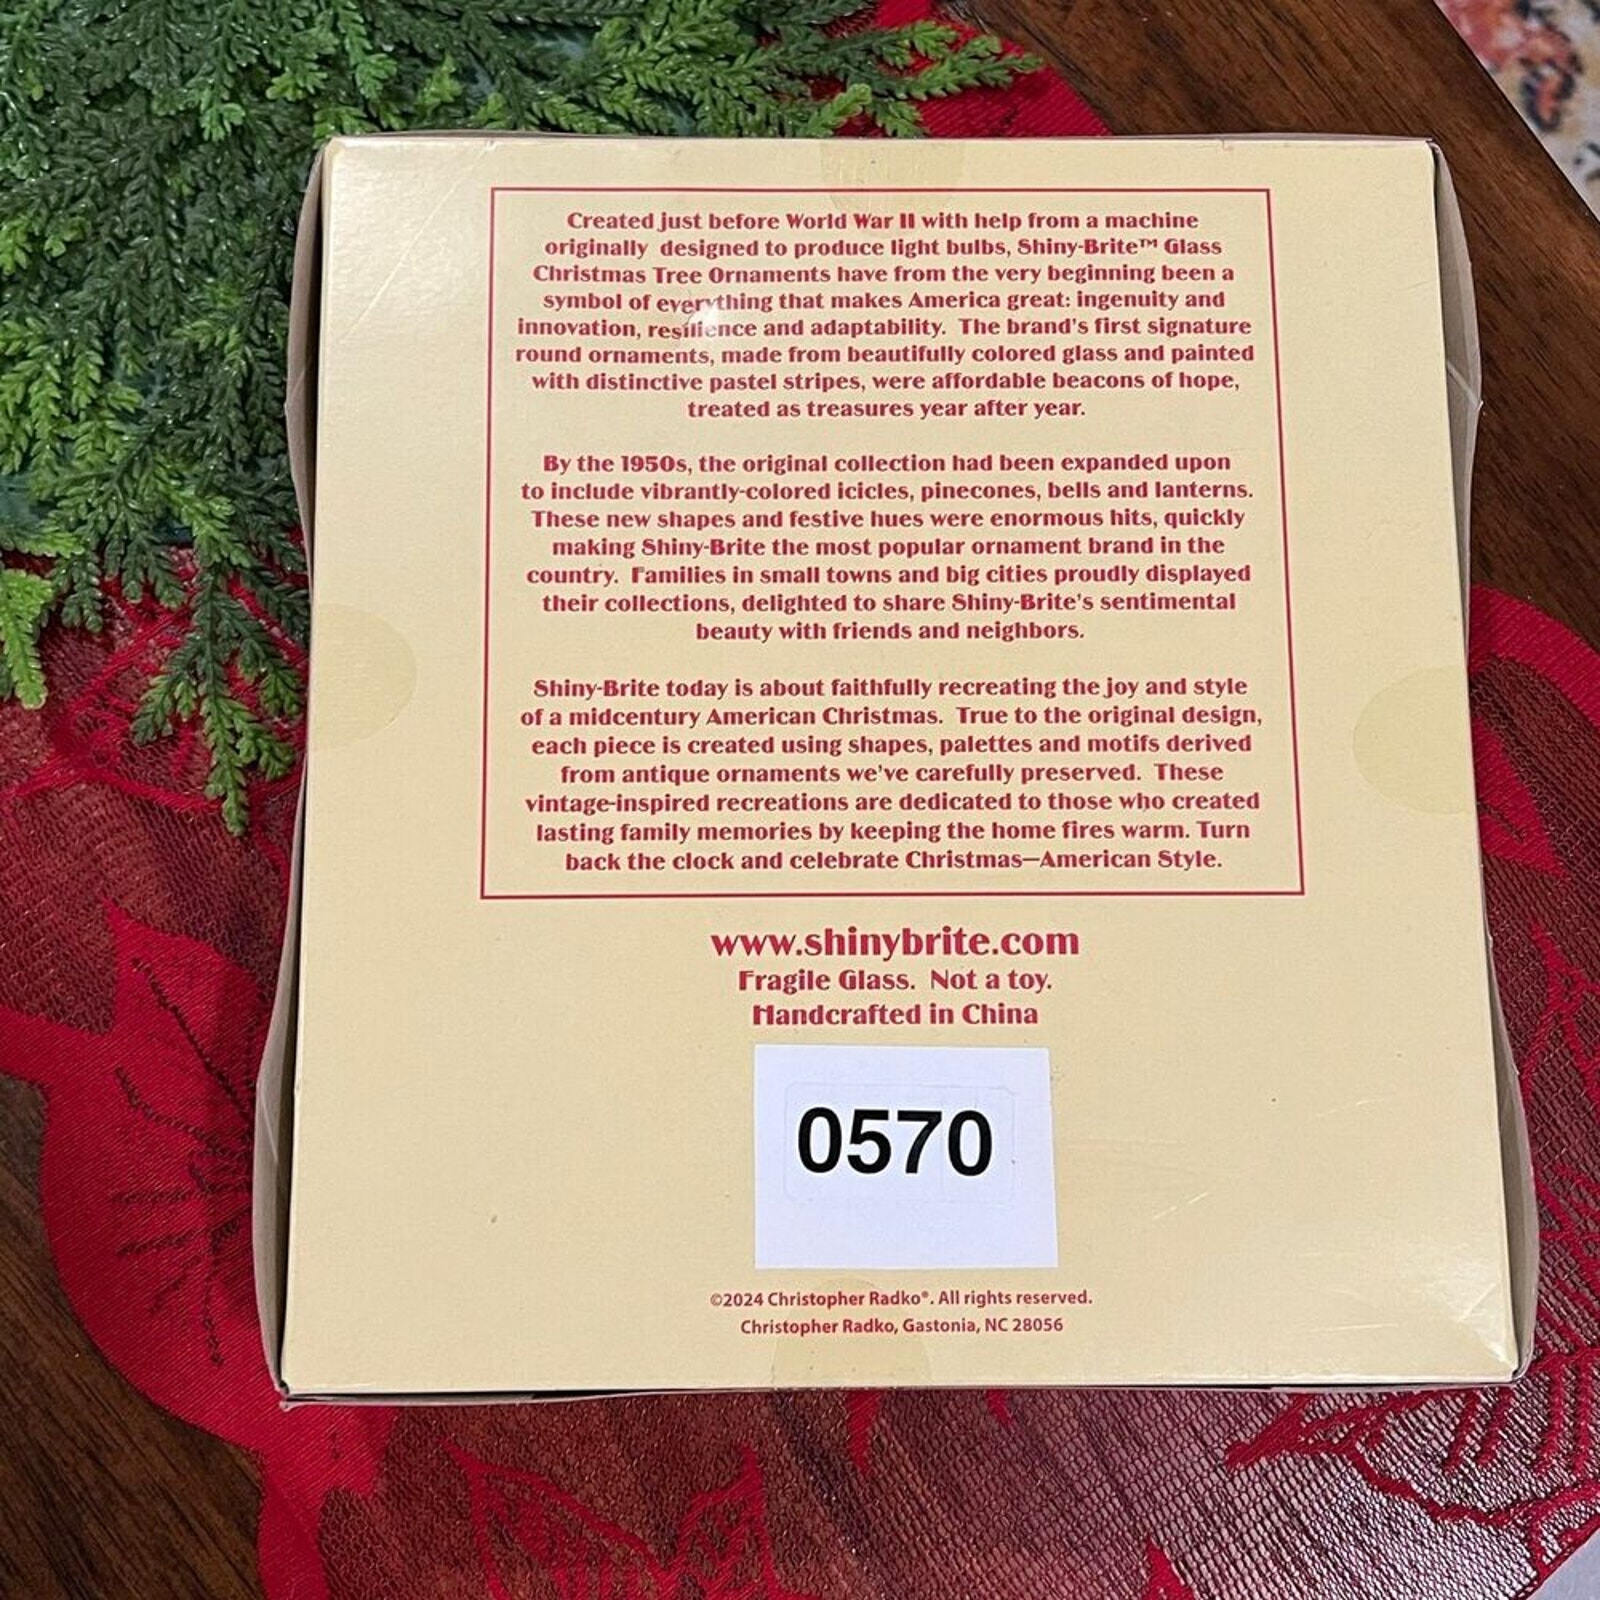 Created just before World War II with help from a machine
originally designed to produce light bulbs, Shiny-Brite™ Glass
Christmas Tree Ornaments have from the very beginning been a
symbol of everything that makes America great: ingenuity and
innovation, resilience and adaptability. The brand's first signature
round ornaments, made from beautifully colored glass and painted
with distinctive pastel stripes, were affordable beacons of hope,
treated as treasures year after year.
By the 1950s, the original collection had been expanded upon
to include vibrantly-colored icicles, pinecones, bells and lanterns.
These new shapes and festive hues were enormous hits, quickly
making Shiny-Brite the most popular ornament brand in the
country. Families in small towns and big cities proudly displayed
their collections, delighted to share Shiny-Brite's sentimental
beauty with friends and neighbors.
Shiny-Brite today is about faithfully recreating the joy and style
of a midcentury American Christmas. True to the original design,
each piece is created using shapes, palettes and motifs derived
from antique ornaments we've carefully preserved. These
vintage-inspired recreations are dedicated to those who created
lasting family memories by keeping the home fires warm. Turn
back the clock and celebrate Christmas—American Style.
www.shinybrite.com
Fragile Glass. Not a toy.
Handcrafted in China
0570
©2024 Christopher Radko®. All rights reserved.
Christopher Radko, Gastonia, NC 28056